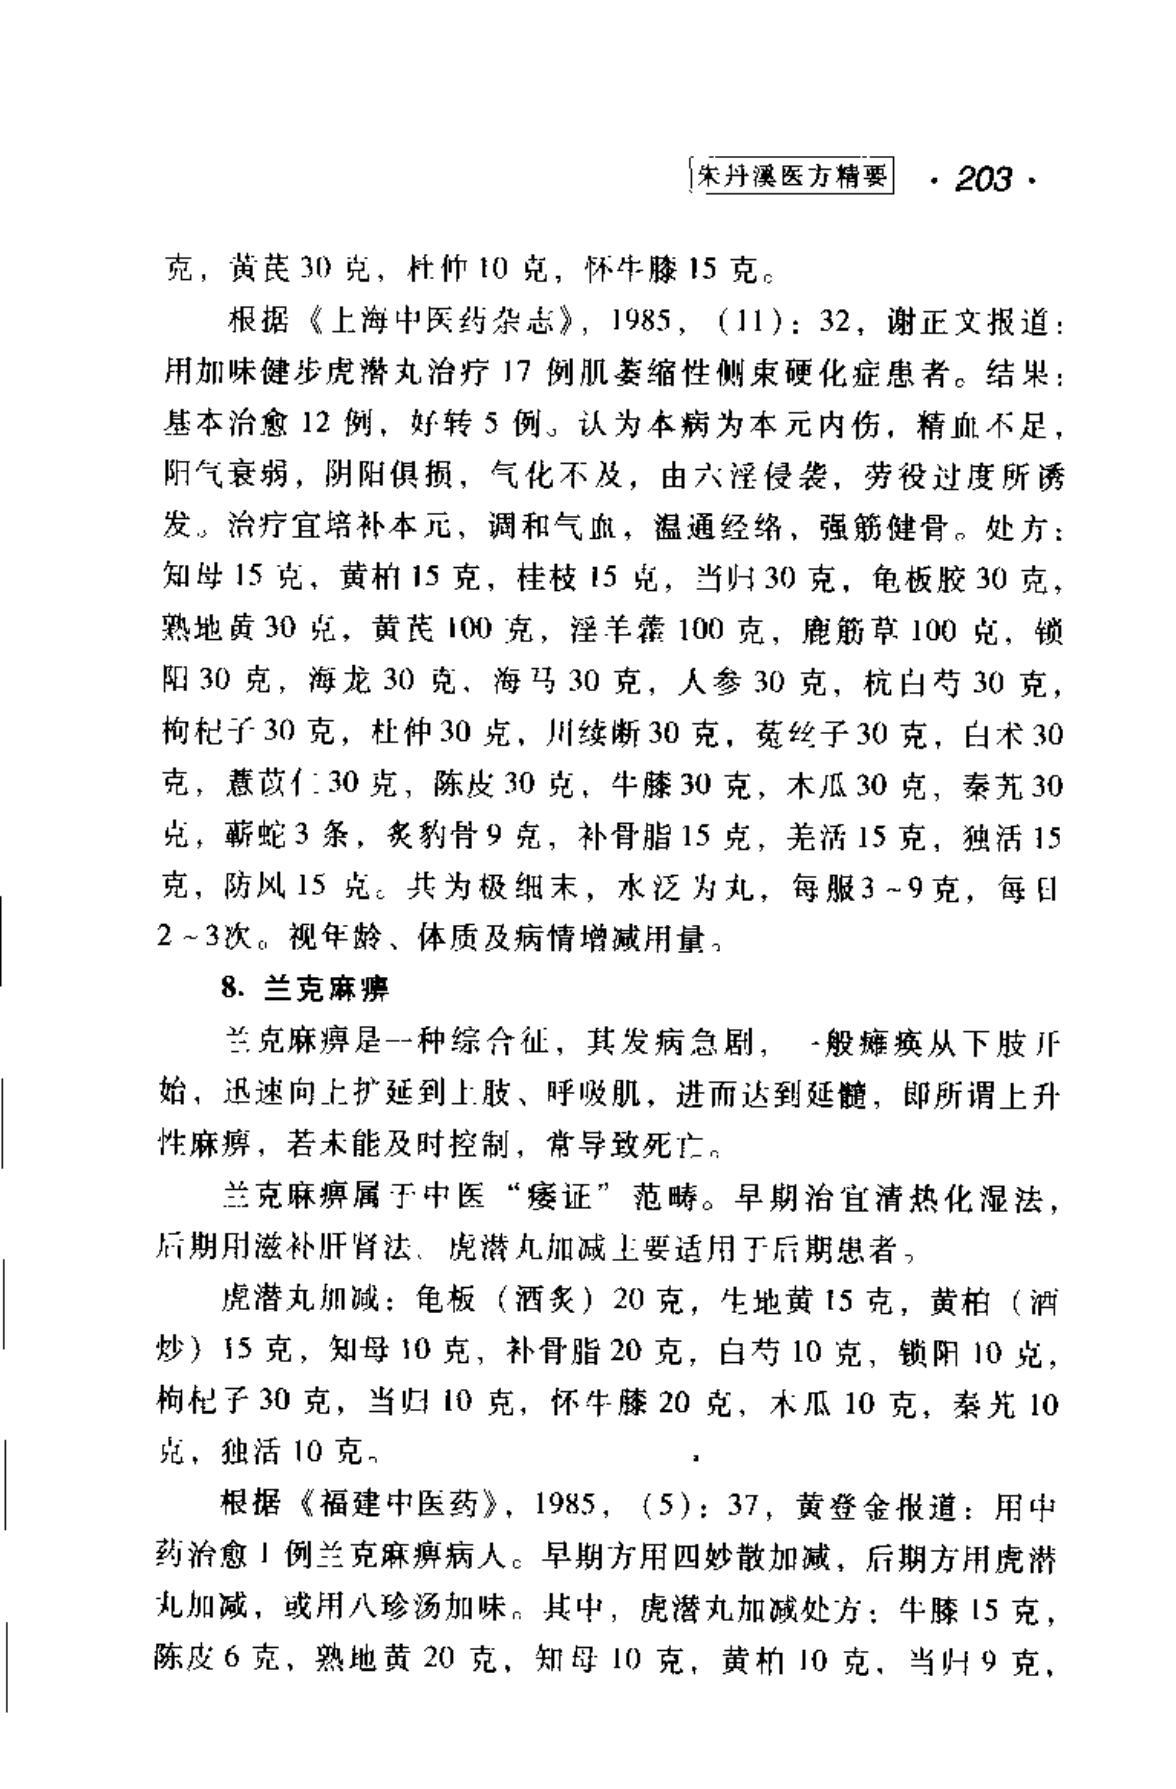 朱丹溪医方精要 · 203 ·
克，黄芪 30 克，杜仲 10 克，怀牛膝 15 克。
根据《上海中医药杂志》，1985，（11）：32，谢正文报道：
用加味健步虎潜丸治疗 17 例肌萎缩性侧束硬化症患者。结果：
基本治愈 12 例，好转 5 例。认为本病为本元内伤，精血不足，
阳气衰弱，阴阳俱损，气化不及，由六淫侵袭，劳役过度所诱
发。治疗宜培补本元，调和气血，温通经络，强筋健骨。处方：
知母 15 克，黄柏 15 克，桂枝 15 克，当归 30 克，龟板胶 30 克，
熟地黄 30 克，黄芪 100 克，淫羊藿 100 克，鹿筋草 100 克，锁
阳 30 克，海龙 30 克，海马 30 克，人参 30 克，杭白芍 30 克，
枸杞子 30 克，杜仲 30 克，川续断 30 克，菟丝子 30 克，白术 30
克，薏苡仁 30 克，陈皮 30 克，牛膝 30 克，木瓜 30 克，秦艽 30
克，蕲蛇 3 条，炙豹骨 9 克，补骨脂 15 克，羌活 15 克，独活 15
克，防风 15 克。共为极细末，水泛为丸，每服 3～9 克，每日
2～3次。视年龄、体质及病情增减用量。
8. 兰克麻痹
兰克麻痹是一种综合征，其发病急剧，一般瘫痪从下肢开
始，迅速向上扩延到上肢、呼吸肌，进而达到延髓，即所谓上升
性麻痹，若未能及时控制，常导致死亡。
兰克麻痹属于中医“痿证”范畴。早期治宜清热化湿法，
后期用滋补肝肾法。虎潜丸加减主要适用于后期患者。
虎潜丸加减：龟板（酒炙）20 克，生地黄 15 克，黄柏（酒
炒）15 克，知母 10 克，补骨脂 20 克，白芍 10 克，锁阳 10 克，
枸杞子 30 克，当归 10 克，怀牛膝 20 克，木瓜 10 克，秦艽 10
克，独活 10 克。
根据《福建中医药》，1985，（5）：37，黄登金报道：用中
药治愈 1 例兰克麻痹病人。早期方用四妙散加减，后期方用虎潜
丸加减，或用八珍汤加味。其中，虎潜丸加减处方：牛膝 15 克，
陈皮 6 克，熟地黄 20 克，知母 10 克，黄柏 10 克，当归 9 克，